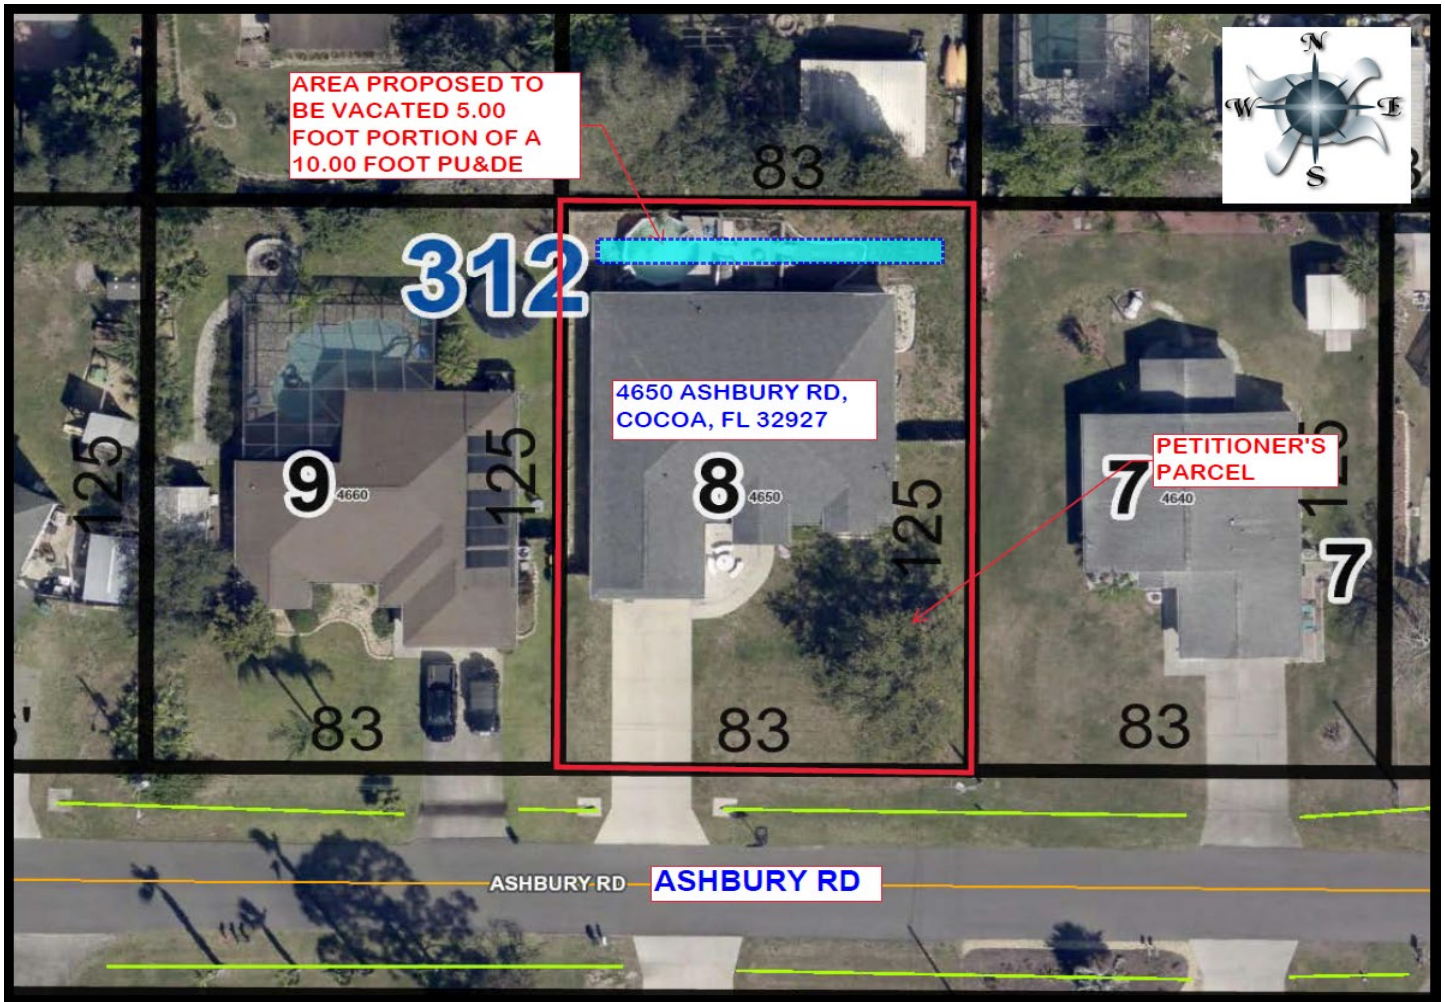 N
W
E
S
AREA PROPOSED TO
BE VACATED 5.00
FOOT PORTION OF A
10.00 FOOT PU&DE
83
312
4650 ASHBURY RD,
COCOA, FL 32927
PETITIONER'S
PARCEL
125
9
4660
125
8
4650
125
7
4640
125
7
83
83
83
ASHBURY RD
ASHBURY RD